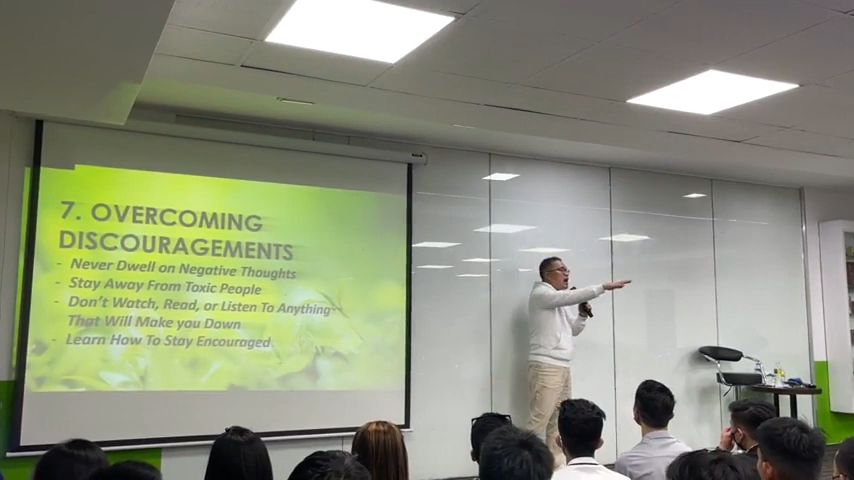 7. OVERCOMING
DISCOURAGEMENTS
- Never Dwell on Negative Thoughts
- Stay Away From Toxic People
- Don't Watch, Read, or Listen To Anything
That Will Make you Down
- Learn How To Stay Encouraged